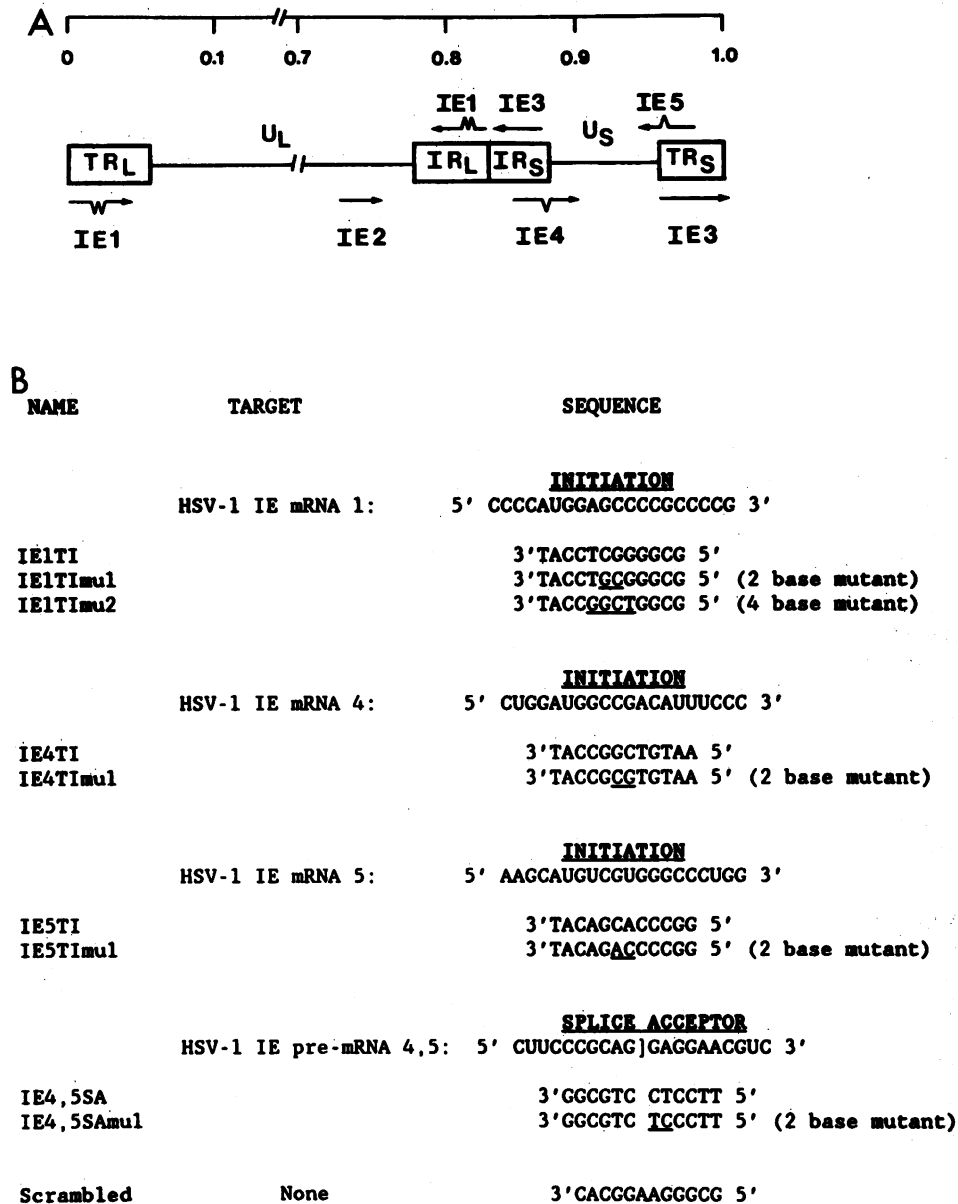 A
0 0.1 0.7 0.8 0.9 1.0
IE1 IE3 IE5
UL US
TRL IRL IRS TRS
IE1 IE2 IE4 IE3
B
NAME TARGET SEQUENCE
INITIATION
HSV-1 IE mRNA 1: 5' CCCCAUGGAGCCCCGCCCCG 3'
IE1TI 3'TACCTCGGGGCG 5'
IE1TImu1 3'TACCTGCGGGCG 5' (2 base mutant)
IE1TImu2 3'TACCGGCTGGCG 5' (4 base mutant)
INITIATION
HSV-1 IE mRNA 4: 5' CUGGAUGGCCGACAUUUCCC 3'
IE4TI 3'TACCGGCTGTAA 5'
IE4TImu1 3'TACCGCGTGTAA 5' (2 base mutant)
INITIATION
HSV-1 IE mRNA 5: 5' AAGCAUGUCGUGGGCCCUGG 3'
IE5TI 3'TACAGCACCCGG 5'
IE5TImu1 3'TACAGACCCCGG 5' (2 base mutant)
SPLICE ACCEPTOR
HSV-1 IE pre-mRNA 4,5: 5' CUUCCCGCAG]GAGGAACGUC 3'
IE4,5SA 3'GGCGTC CTCCTT 5'
IE4,5SAmu1 3'GGCGTC TCCCTT 5' (2 base mutant)
Scrambled None 3'CACGGAAGGGCG 5'